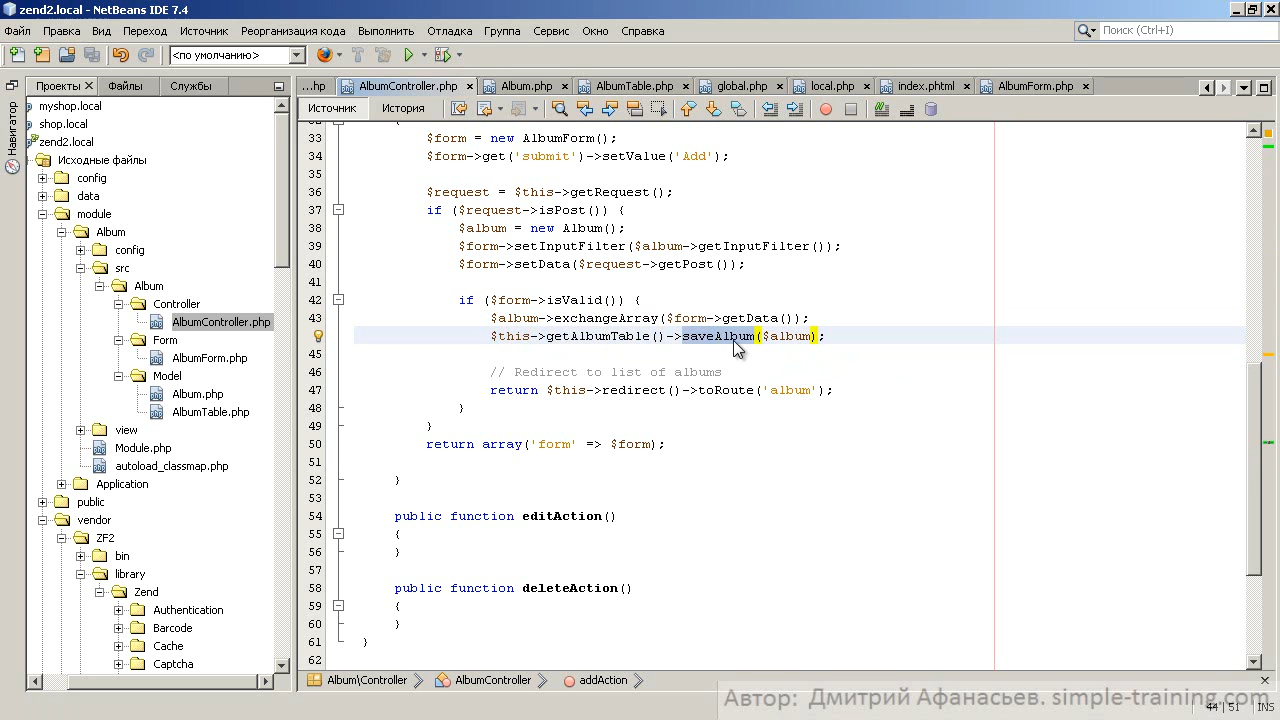 zend2.local - NetBeans IDE 7.4
Файл Правка Вид Переход Источник Реорганизация кода Выполнить Отладка Группа Сервис Окно Справка
Поиск (Ctrl+I)
<по умолчанию>
Проекты Файлы Службы
...hp AlbumController.php Album.php AlbumTable.php global.php local.php index.phtml AlbumForm.php
Источник История
Навигатор
myshop.local
shop.local
zend2.local
Исходные файлы
config
data
module
Album
config
src
Album
Controller
AlbumController.php
Form
AlbumForm.php
Model
Album.php
AlbumTable.php
view
Module.php
autoload_classmap.php
Application
public
vendor
ZF2
bin
library
Zend
Authentication
Barcode
Cache
Captcha
33 $form = new AlbumForm();
34 $form->get('submit')->setValue('Add');
35
36 $request = $this->getRequest();
37 if ($request->isPost()) {
38 $album = new Album();
39 $form->setInputFilter($album->getInputFilter());
40 $form->setData($request->getPost());
41
42 if ($form->isValid()) {
43 $album->exchangeArray($form->getData());
$this->getAlbumTable()->saveAlbum($album);
45
46 // Redirect to list of albums
47 return $this->redirect()->toRoute('album');
48 }
49 }
50 return array('form' => $form);
51
52 }
53
54 public function editAction()
55 {
56 }
57
58 public function deleteAction()
59 {
60 }
61 }
62
Album\Controller AlbumController addAction
Автор: Дмитрий Афанасьев. simple-training.com
44 | 51 INS